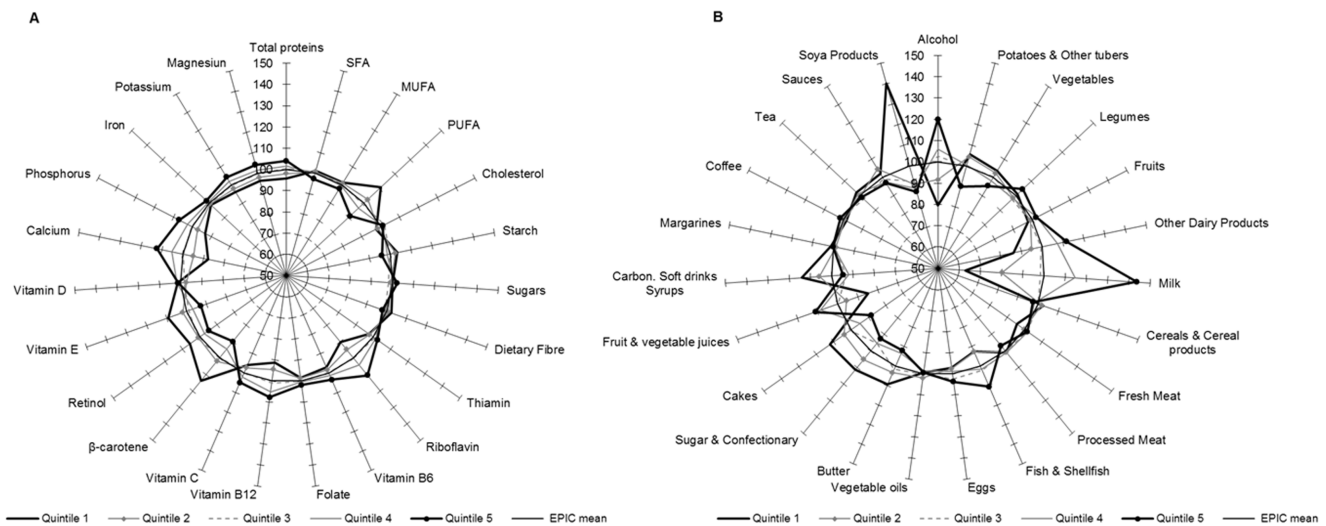 A
Total proteins
SFA
MUFA
PUFA
Cholesterol
Starch
Sugars
Dietary Fibre
Thiamin
Riboflavin
Vitamin B6
Folate
Vitamin B12
Vitamin C
β-carotene
Retinol
Vitamin E
Vitamin D
Calcium
Phosphorus
Iron
Potassium
Magnesiun
150
140
130
120
110
100
90
80
70
60
50
Quintile 1 Quintile 2 Quintile 3 Quintile 4 Quintile 5 EPIC mean
B
Alcohol
Potatoes & Other tubers
Vegetables
Legumes
Fruits
Other Dairy Products
Milk
Cereals & Cereal
products
Fresh Meat
Processed Meat
Fish & Shellfish
Eggs
Vegetable oils
Butter
Sugar & Confectionary
Cakes
Fruit & vegetable juices
Carbon. Soft drinks
Syrups
Margarines
Coffee
Tea
Sauces
Soya Products
150
140
130
120
110
100
90
80
70
60
50
Quintile 1 Quintile 2 Quintile 3 Quintile 4 Quintile 5 EPIC mean